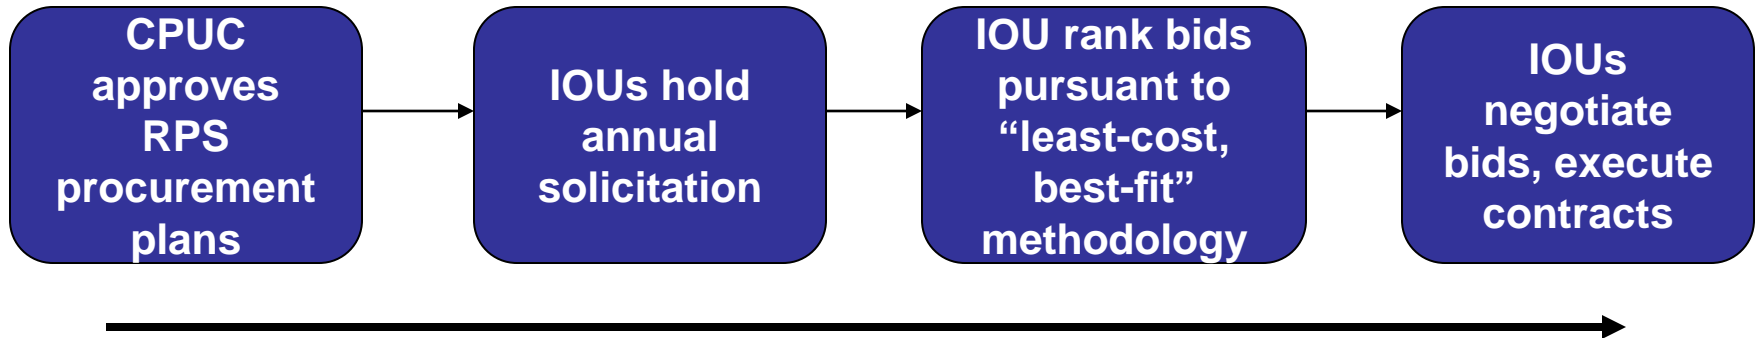 CPUC
approves
RPS
procurement
plans
IOUs hold
annual
solicitation
IOU rank bids
pursuant to
“least-cost,
best-fit”
methodology
IOUs
negotiate
bids, execute
contracts